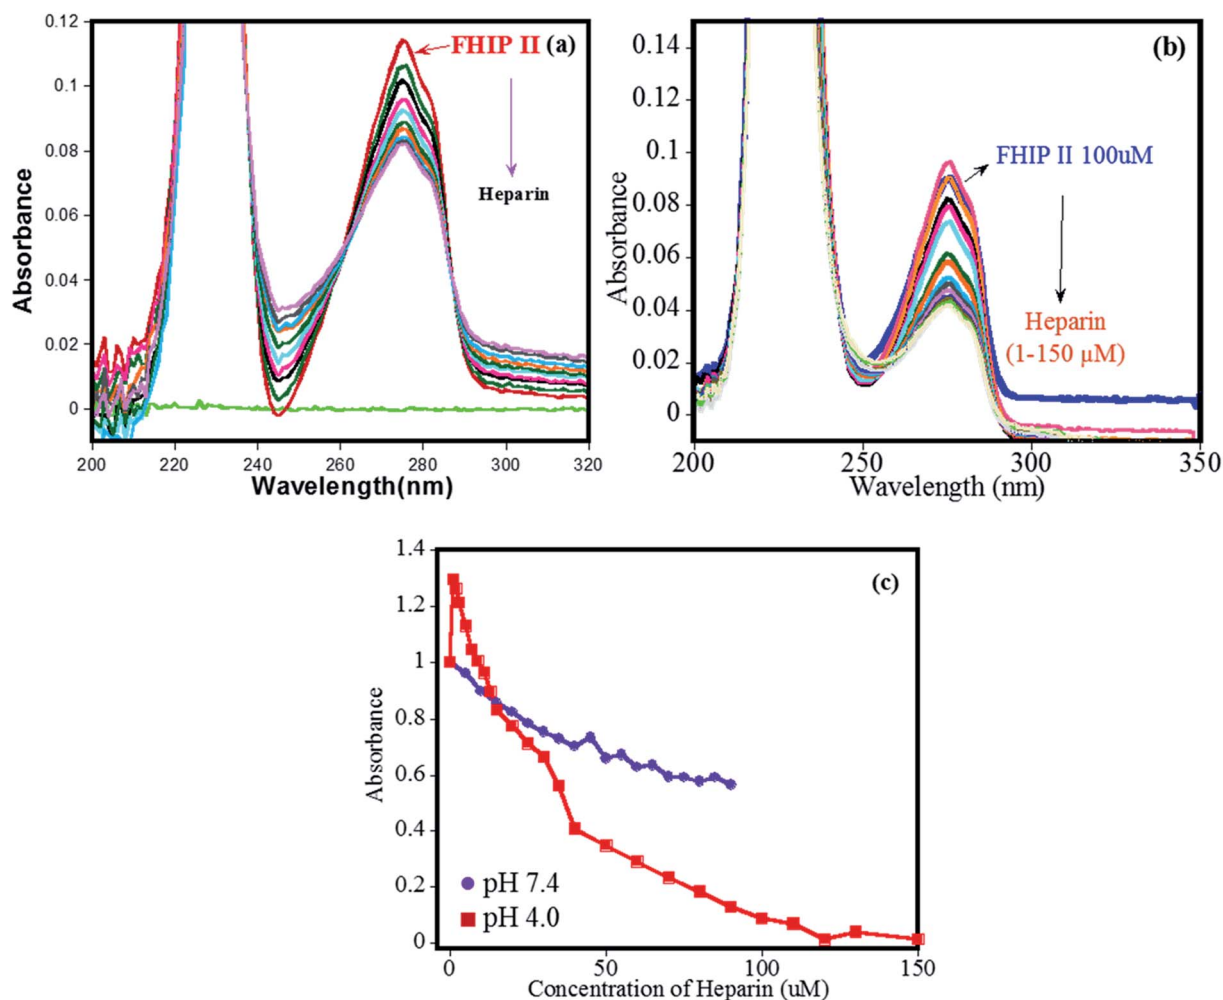 0.12
0.1
0.08
0.06
0.04
0.02
0
200
220
240
260
280
300
320
Absorbance
Wavelength(nm)
FHIP II (a)
Heparin
0.14
0.12
0.1
0.08
0.06
0.04
0.02
0
200
250
300
350
Absorbance
Wavelength (nm)
(b)
FHIP II 100uM
Heparin
(1-150 μM)
1.4
1.2
1
0.8
0.6
0.4
0.2
0
0
50
100
150
Absorbance
Concentration of Heparin (uM)
(c)
pH 7.4
pH 4.0